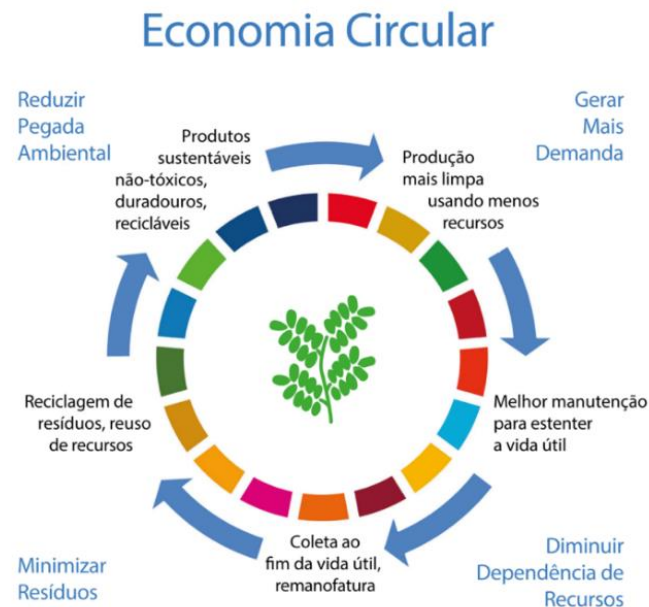 Economia Circular
Reduzir
Pegada
Ambiental
Gerar
Mais
Demanda
Produtos
sustentáveis
não-tóxicos,
duradouros,
recicláveis
Produção
mais limpa
usando menos
recursos
Melhor manutenção
para estenter
a vida útil
Coleta ao
fim da vida útil,
remanofatura
Reciclagem de
resíduos, reuso
de recursos
Minimizar
Resíduos
Diminuir
Dependência de
Recursos